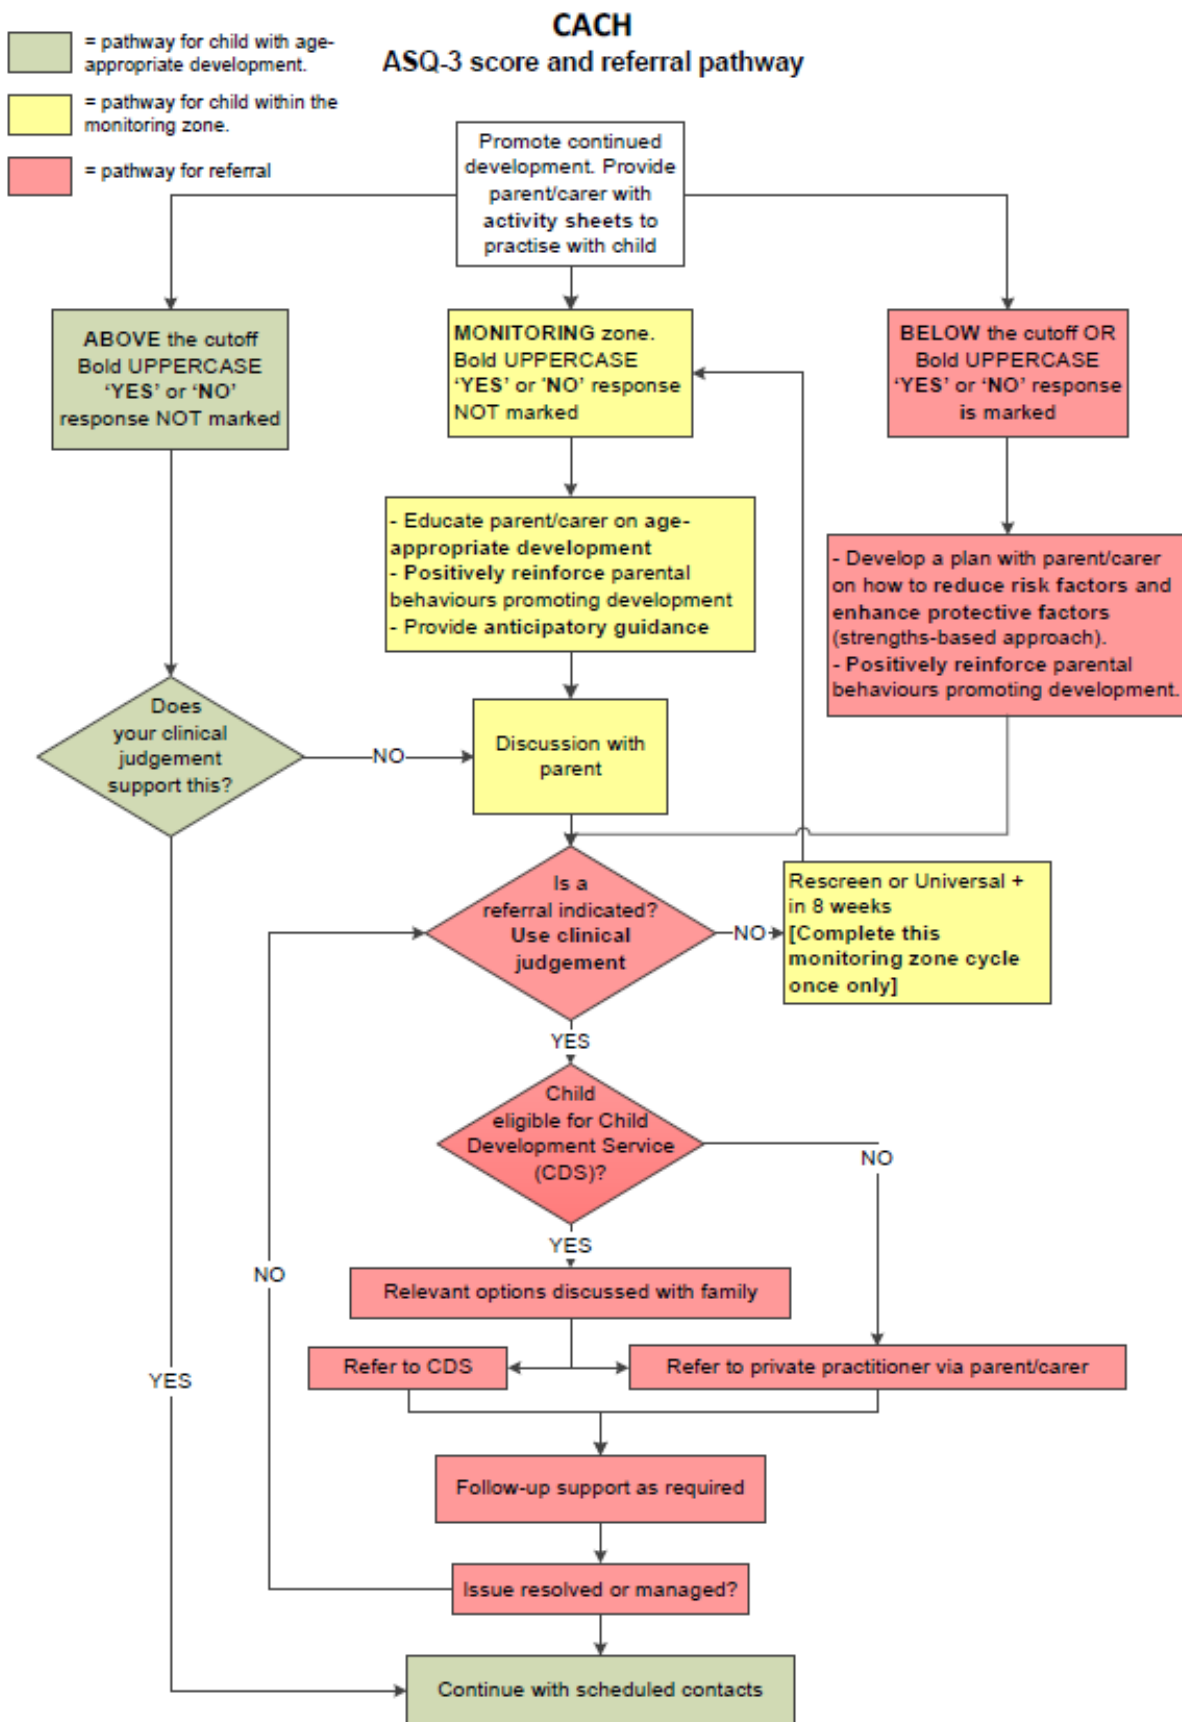 CACH
ASQ-3 score and referral pathway
= pathway for child with age-
appropriate development.
= pathway for child within the
monitoring zone.
= pathway for referral
Promote continued
development. Provide
parent/carer with
activity sheets to
practise with child
ABOVE the cutoff
Bold UPPERCASE
‘YES’ or ‘NO’
response NOT marked
MONITORING zone.
Bold UPPERCASE
‘YES’ or 'NO’ response
NOT marked
BELOW the cutoff OR
Bold UPPERCASE
‘YES’ or ‘NO’ response
is marked
- Educate parent/carer on age-
appropriate development
- Positively reinforce parental
behaviours promoting development
- Provide anticipatory guidance
- Develop a plan with parent/carer
on how to reduce risk factors and
enhance protective factors
(strengths-based approach).
- Positively reinforce parental
behaviours promoting development.
Does
your clinical
judgement
support this?
NO
Discussion with
parent
Is a
referral indicated?
Use clinical
judgement
NO
Rescreen or Universal +
in 8 weeks
[Complete this
monitoring zone cycle
once only]
YES
Child
eligible for Child
Development Service
(CDS)?
NO
YES
NO
Relevant options discussed with family
Refer to CDS
Refer to private practitioner via parent/carer
YES
Follow-up support as required
Issue resolved or managed?
Continue with scheduled contacts